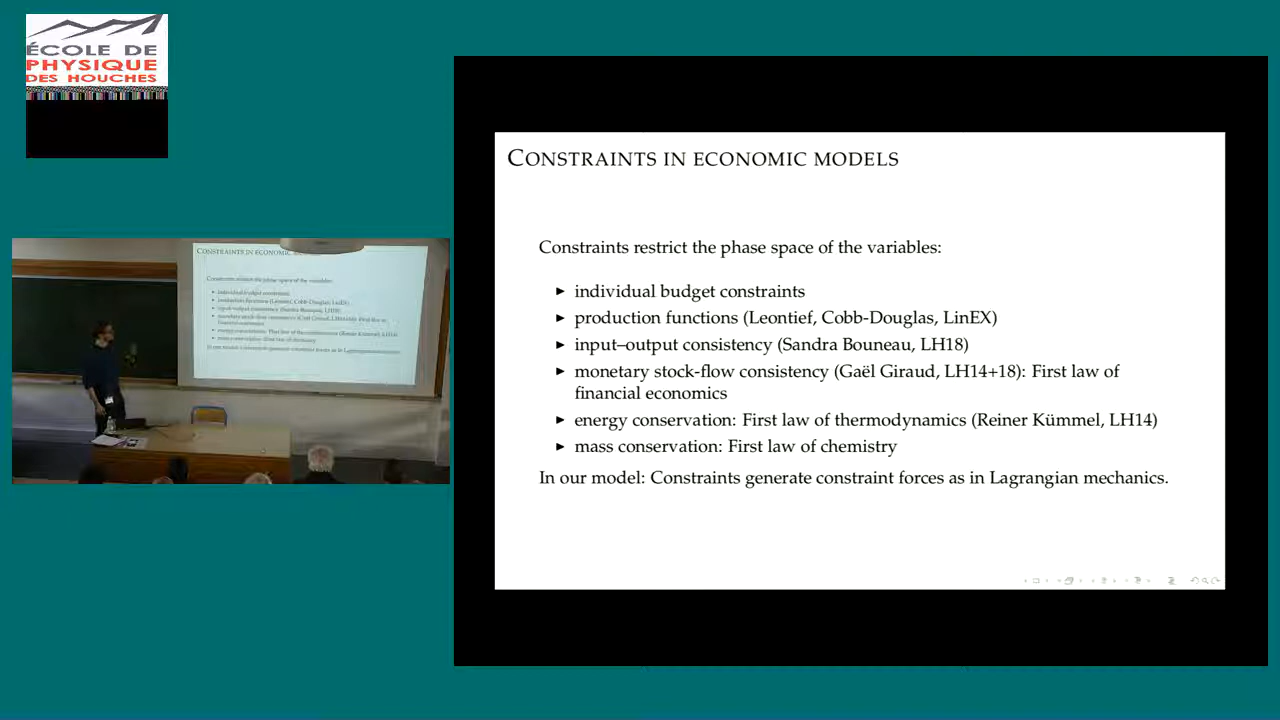 ÉCOLE DE
PHYSIQUE
DES HOUCHES
CONSTRAINTS IN ECONOMIC MODELS
Constraints restrict the phase space of the variables:
▶ individual budget constraints
▶ production functions (Leontief, Cobb-Douglas, LinEX)
▶ input–output consistency (Sandra Bouneau, LH18)
▶ monetary stock-flow consistency (Gaël Giraud, LH14+18): First law of
financial economics
▶ energy conservation: First law of thermodynamics (Reiner Kümmel, LH14)
▶ mass conservation: First law of chemistry
In our model: Constraints generate constraint forces as in Lagrangian mechanics.